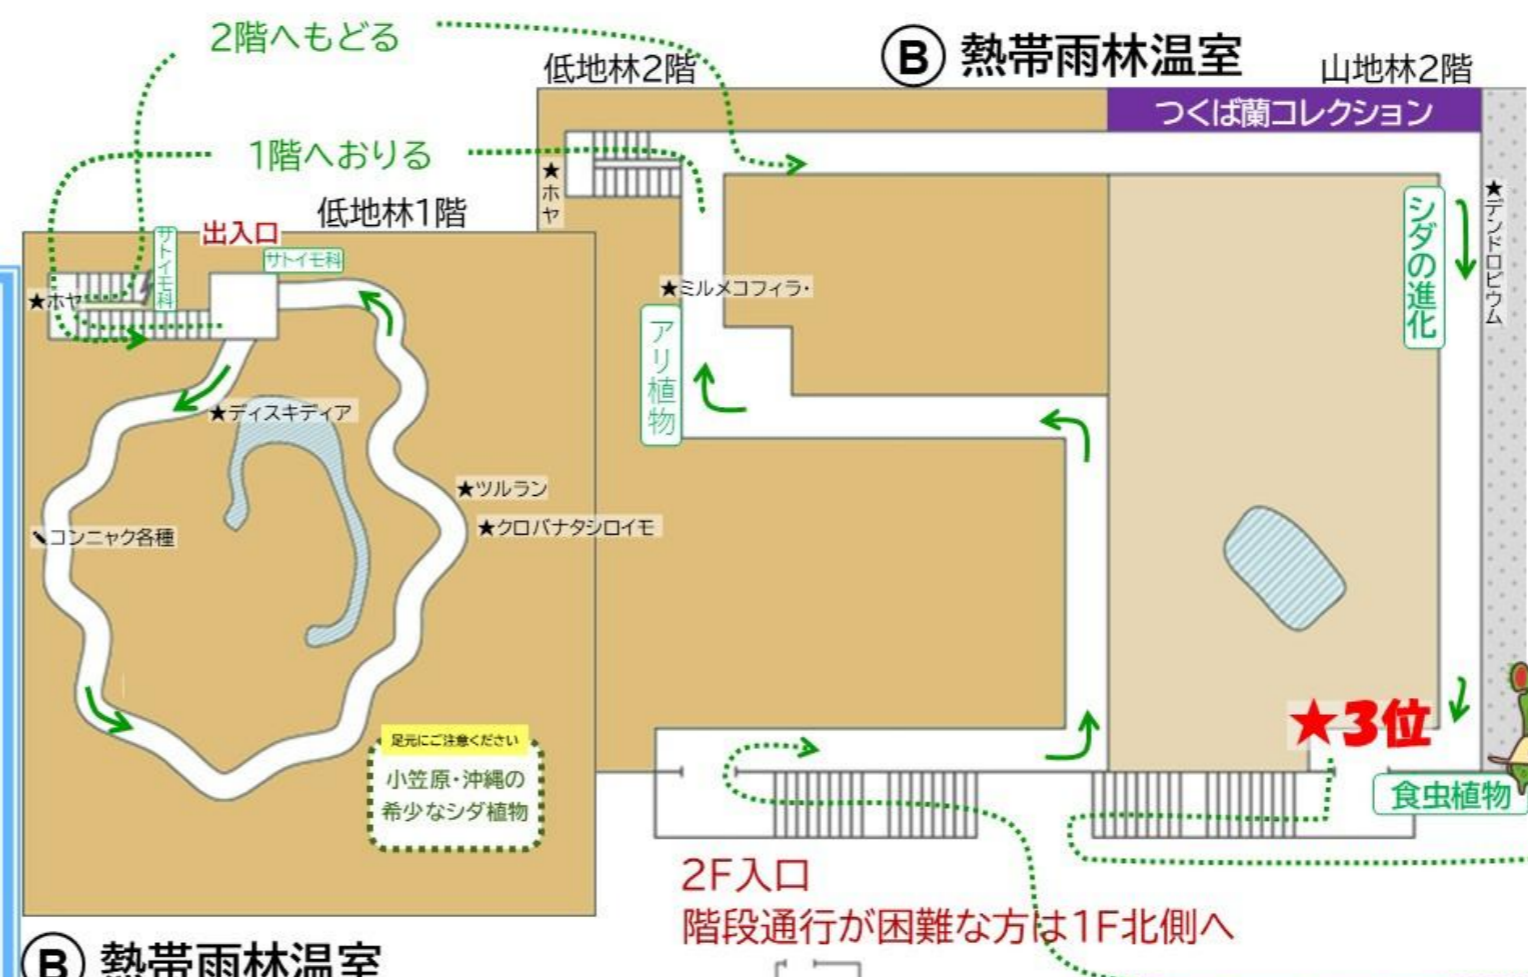 2階へもどる
低地林2階
B 熱帯雨林温室
山地林2階
つくば蘭コレクション
1階へおりる
★ホヤ
★デンドロビウム
シダの進化
低地林1階
出入口
サトイモ科
サトイモ科
★ホヤ
★ミルメコフィラ・
アリ植物
★ディスキディア
★ツルラン
★クロバナタシロイモ
コンニャク各種
★3位
足元にご注意ください
小笠原・沖縄の
希少なシダ植物
食虫植物
2F入口
階段通行が困難な方は1F北側へ
B 熱帯雨林温室